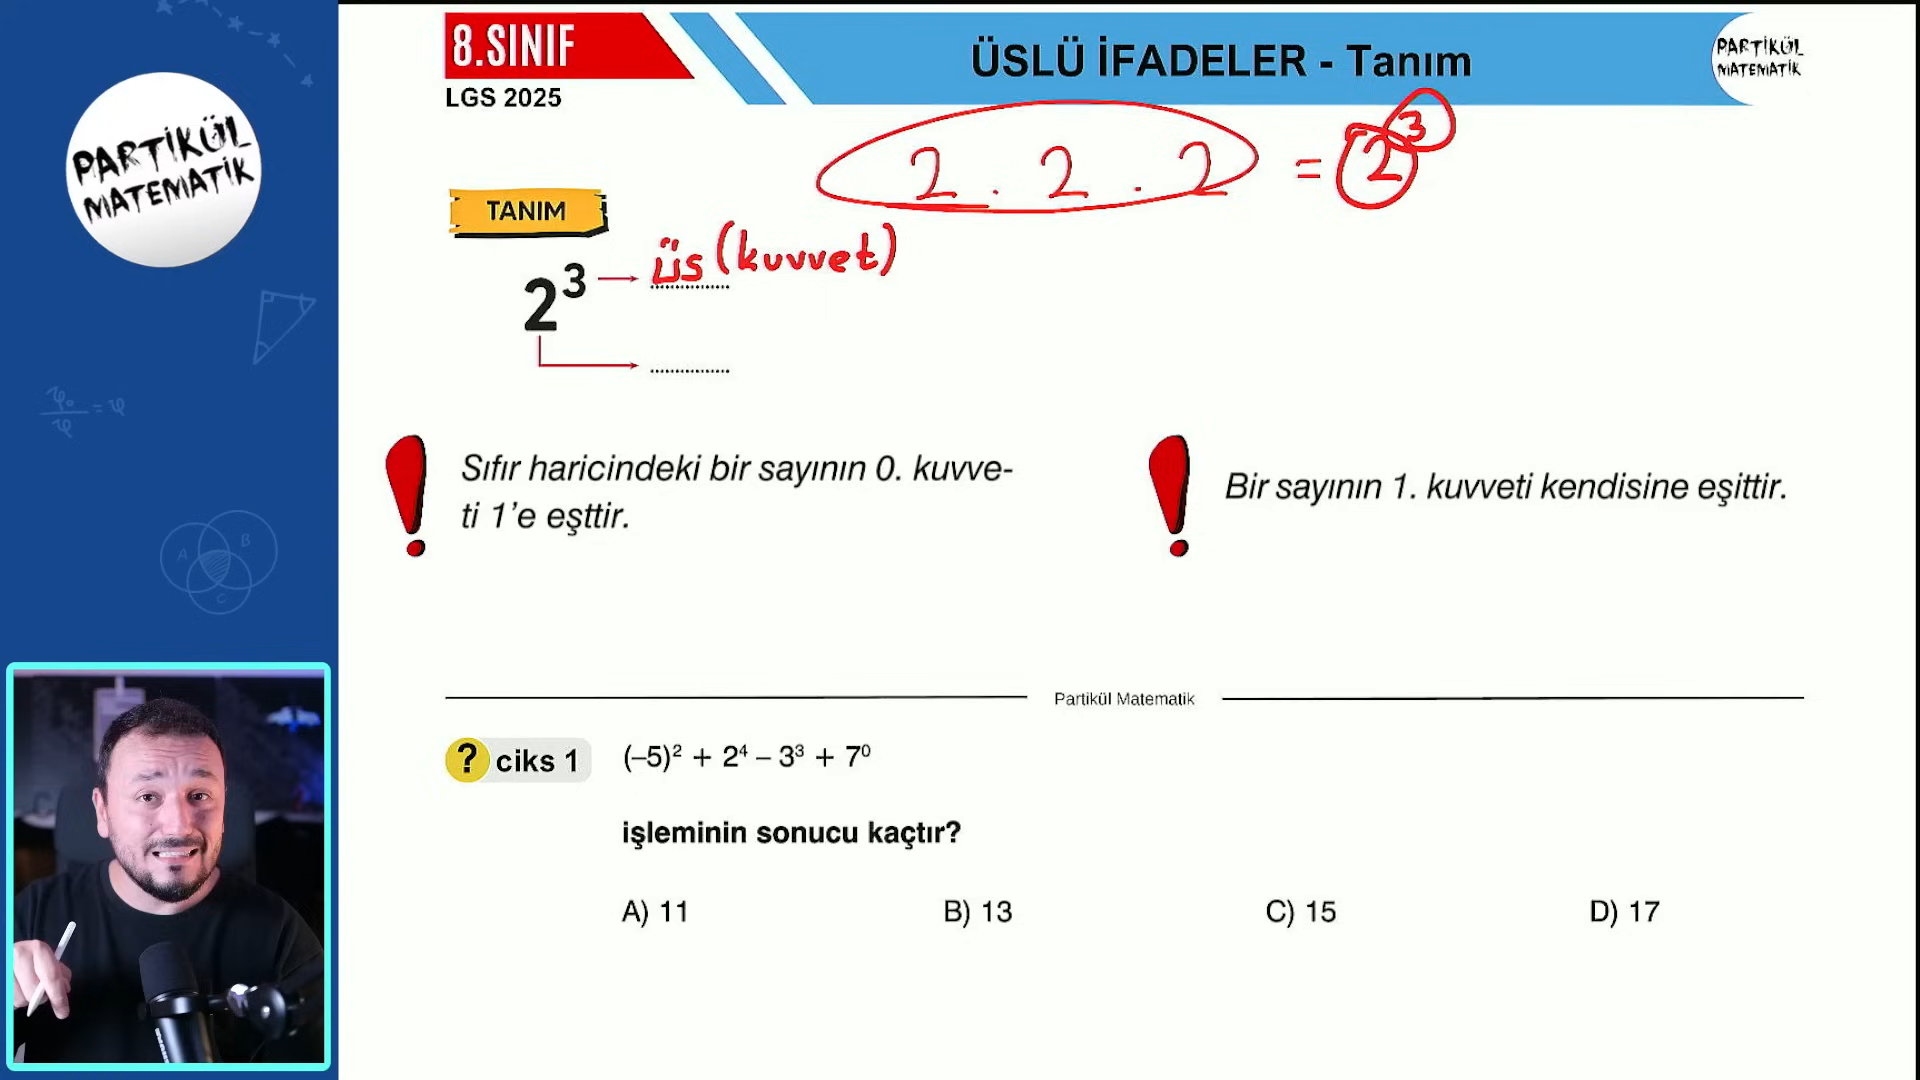 PARTİKÜL
MATEMATİK
8.SINIF
LGS 2025
ÜSLÜ İFADELER - Tanım
PARTİKÜL
MATEMATİK
2 . 2 . 2 = 2³
TANIM
2³ → üs (kuvvet)
Sıfır haricindeki bir sayının 0. kuvve-
ti 1’e eşttir.
Bir sayının 1. kuvveti kendisine eşittir.
A B
C
Partikül Matematik
? ciks 1 (–5)² + 2⁴ – 3³ + 7⁰
işleminin sonucu kaçtır?
A) 11 B) 13 C) 15 D) 17